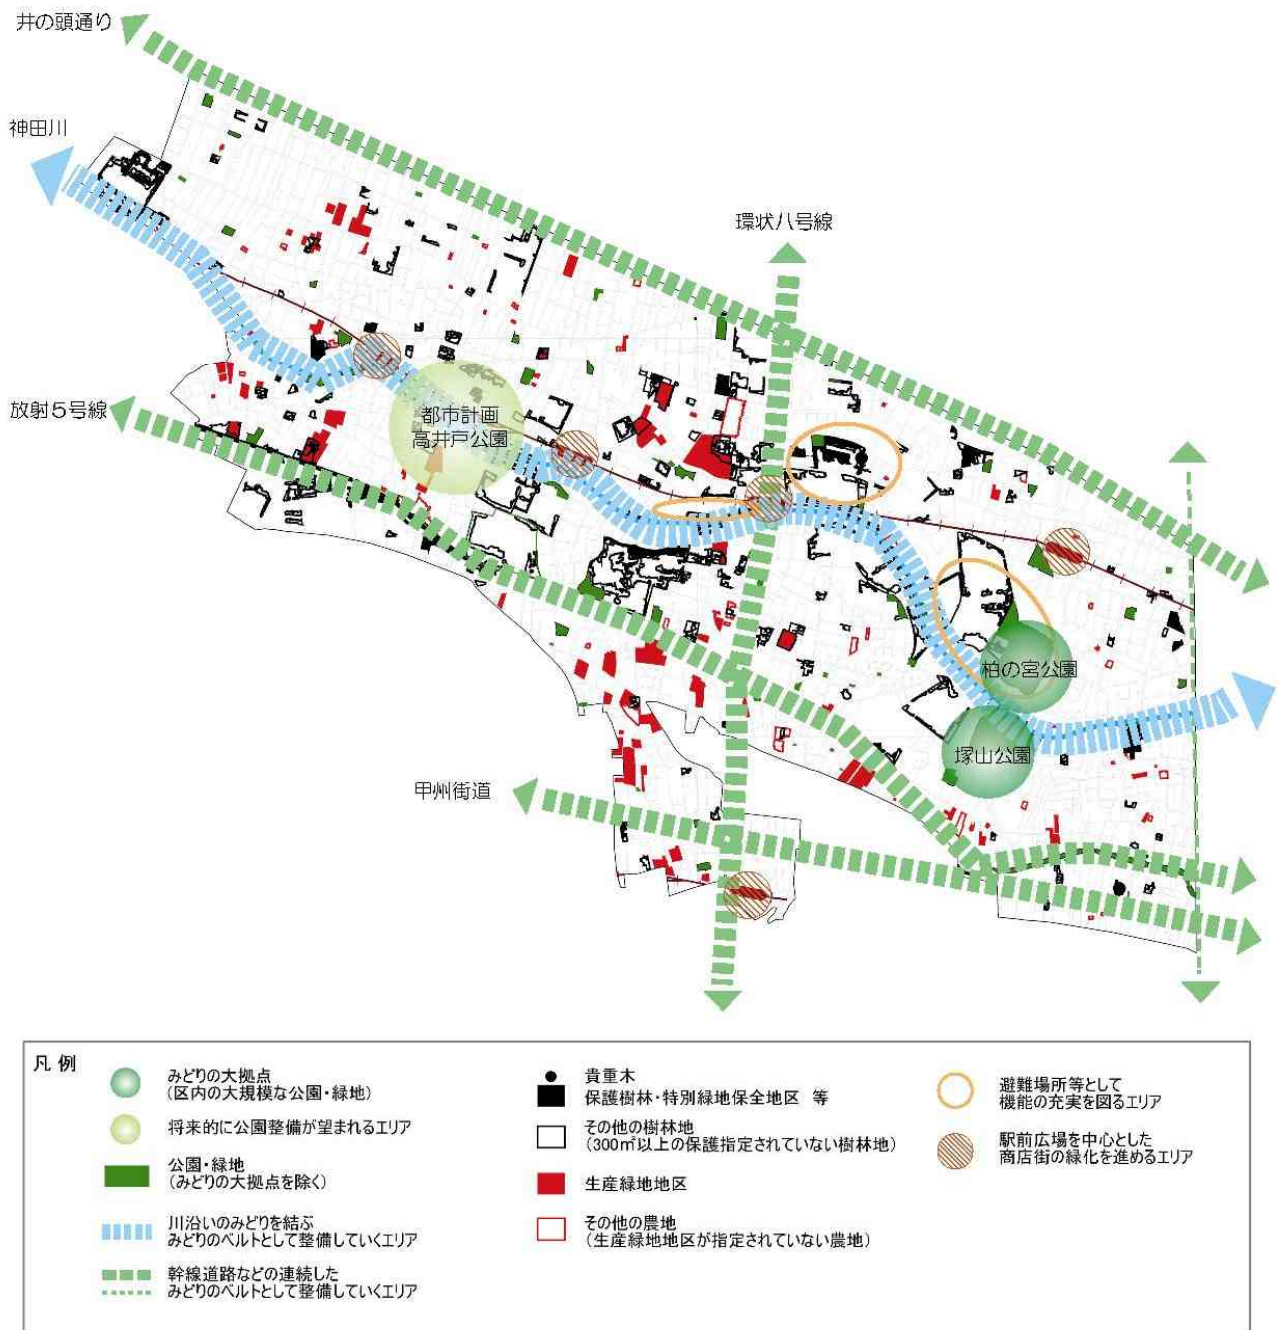 井の頭通り
神田川
環状八号線
放射５号線
都市計画
高井戸公園
柏の宮公園
塚山公園
甲州街道
凡 例
みどりの大拠点
(区内の大規模な公園・緑地)
将来的に公園整備が望まれるエリア
公園・緑地
(みどりの大拠点を除く)
川沿いのみどりを結ぶ
みどりのベルトとして整備していくエリア
幹線道路などの連続した
みどりのベルトとして整備していくエリア
貴重木
保護樹林・特別緑地保全地区 等
その他の樹林地
(300㎡以上の保護指定されていない樹林地)
生産緑地地区
その他の農地
(生産緑地地区が指定されていない農地)
避難場所等として
機能の充実を図るエリア
駅前広場を中心とした
商店街の緑化を進めるエリア